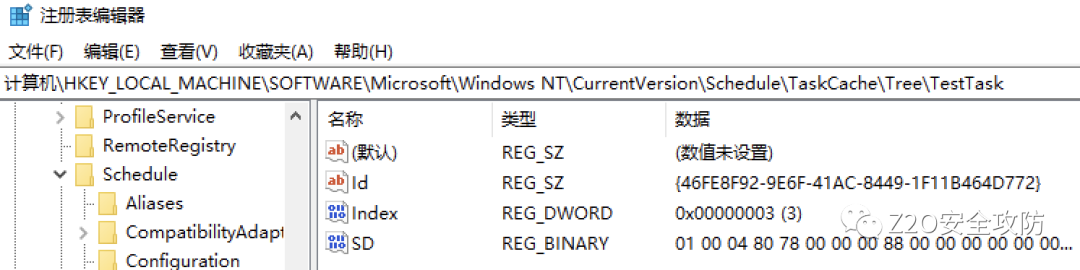 注册表编辑器
文件(F) 编辑(E) 查看(V) 收藏夹(A) 帮助(H)
计算机\HKEY_LOCAL_MACHINE\SOFTWARE\Microsoft\Windows NT\CurrentVersion\Schedule\TaskCache\Tree\TestTask
ProfileService
RemoteRegistry
Schedule
Aliases
CompatibilityAdapt
Configuration
名称 类型 数据
ab (默认) REG_SZ (数值未设置)
ab Id REG_SZ {46FE8F92-9E6F-41AC-8449-1F11B464D772}
Index REG_DWORD 0x00000003 (3)
SD REG_BINARY 01 00 04 80 78 00 00 00 88 00 00 00 00 00 00...
Z2O安全攻防